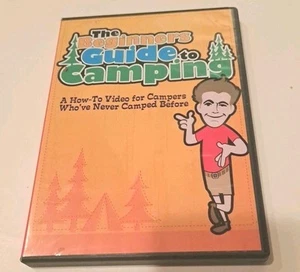 The
Beginners
Guide to
Camping
A How-To Video for Campers
Who've Never Camped Before